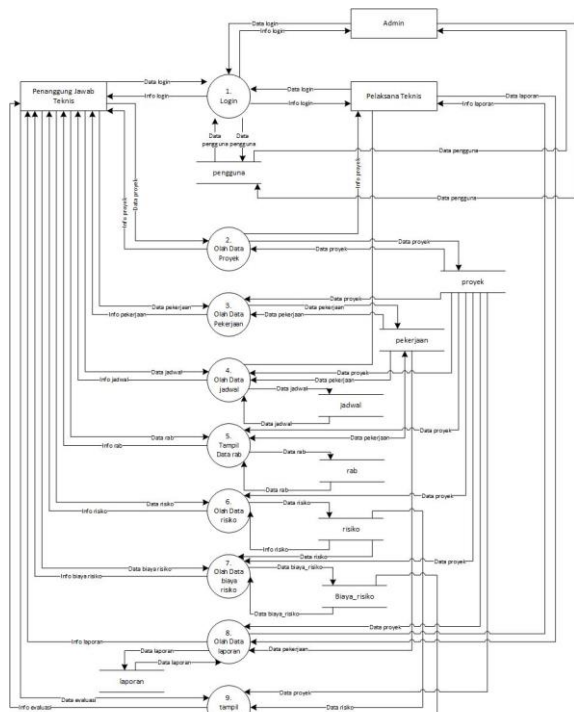 Admin
Data login
Info login
Penanggung Jawab
Teknis
Data login
Info login
1.
Login
Data login
Info login
Pelaksana Teknis
Data laporan
Info laporan
Data
pengguna
Data
pengguna
Data pengguna
pengguna
Data pengguna
Info proyek
Data proyek
Info proyek
2.
Olah Data
Proyek
Data proyek
Data proyek
proyek
Data pekerjaan
Info pekerjaan
3.
Olah Data
Pekerjaan
Data proyek
Data pekerjaan
Data pekerjaan
pekerjaan
Data jadwal
Info jadwal
4.
Olah Data
jadwal
Data proyek
Data pekerjaan
Data jadwal
jadwal
Data jadwal
Data rab
Info rab
5.
Tampil
Data rab
Data proyek
Data pekerjaan
Data rab
rab
Data rab
Data risiko
Info risiko
6.
Olah Data
risiko
Data proyek
Data risiko
risiko
Info risiko
Data biaya risiko
Info biaya risiko
7.
Olah Data
biaya
risiko
Data risiko
Data proyek
Data biaya_risiko
Biaya_risiko
Data biaya_risiko
Info laporan
8.
Olah Data
laporan
Data proyek
Data pekerjaan
Data laporan
Data laporan
laporan
Data evaluasi
Info evaluasi
9.
tampil
Data proyek
Data risiko